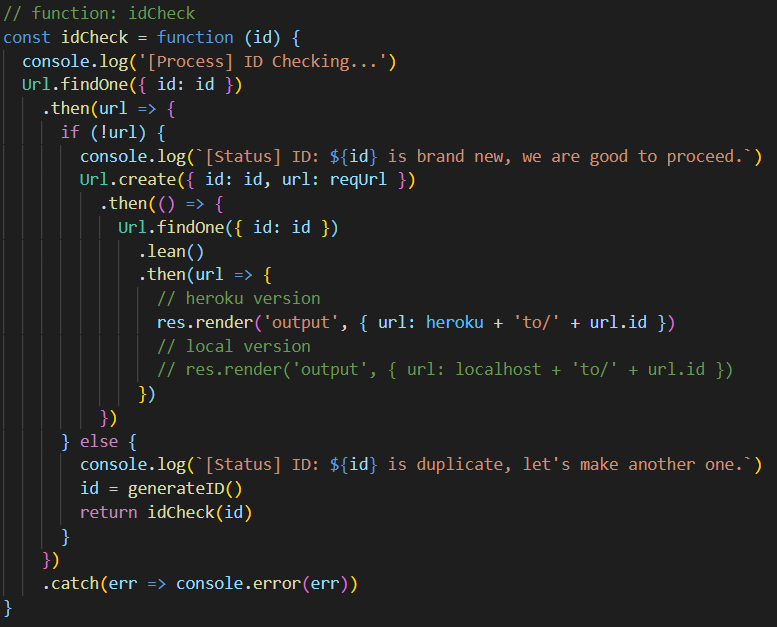 // function: idCheck
const idCheck = function (id) {
  console.log('[Process] ID Checking...')
  Url.findOne({ id: id })
    .then(url => {
      if (!url) {
        console.log(`[Status] ID: ${id} is brand new, we are good to proceed.`)
        Url.create({ id: id, url: reqUrl })
          .then(() => {
            Url.findOne({ id: id })
              .lean()
              .then(url => {
                // heroku version
                res.render('output', { url: heroku + 'to/' + url.id })
                // local version
                // res.render('output', { url: localhost + 'to/' + url.id })
              })
          })
      } else {
        console.log(`[Status] ID: ${id} is duplicate, let's make another one.`)
        id = generateID()
        return idCheck(id)
      }
    })
    .catch(err => console.error(err))
}